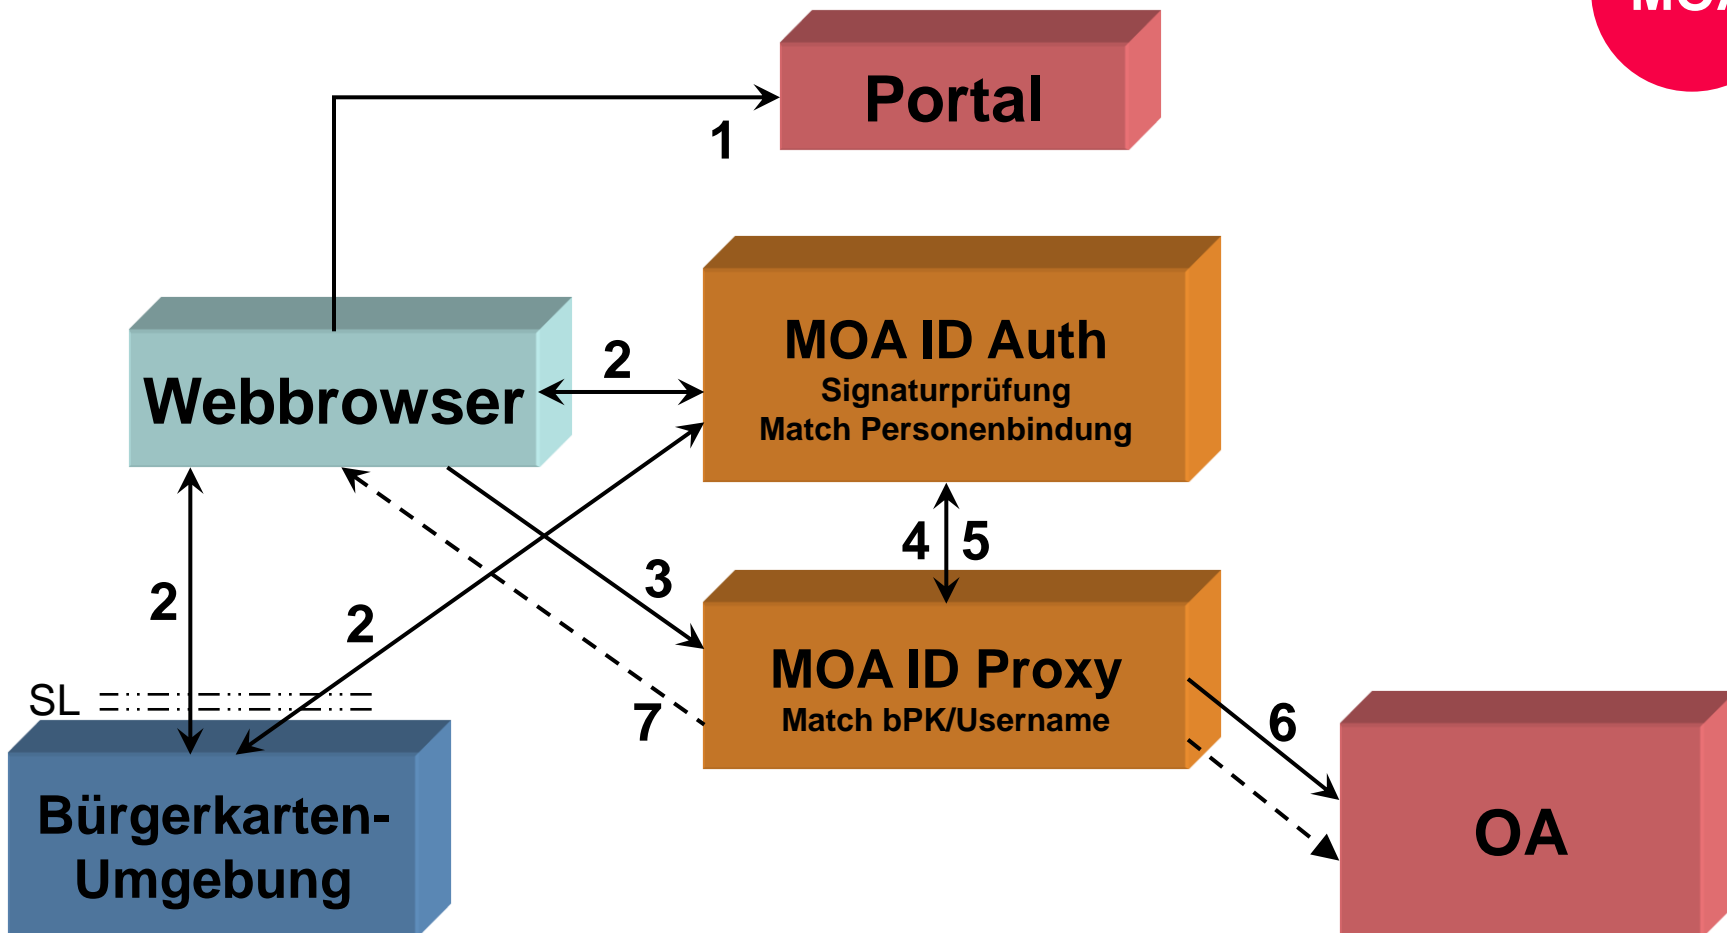 MOA
Portal
1
MOA ID Auth
Signaturprüfung
Match Personenbindung
2
Webbrowser
4 5
3
2
2
MOA ID Proxy
Match bPK/Username
SL
7
6
Bürgerkarten-
Umgebung
OA